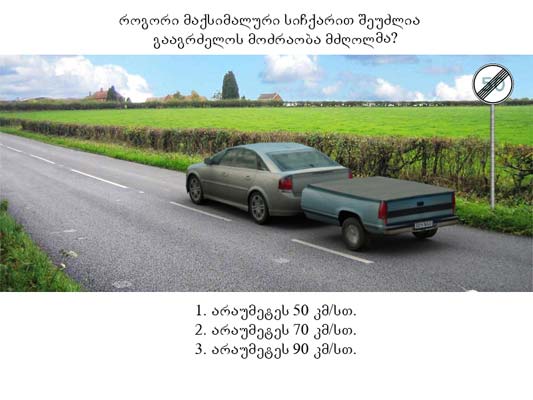 როგორი მაქსიმალური სიჩქარით შეუძლია
გააგრძელოს მოძრაობა მძღოლმა?
50
1. არაუმეტეს 50 კმ/სთ.
2. არაუმეტეს 70 კმ/სთ.
3. არაუმეტეს 90 კმ/სთ.